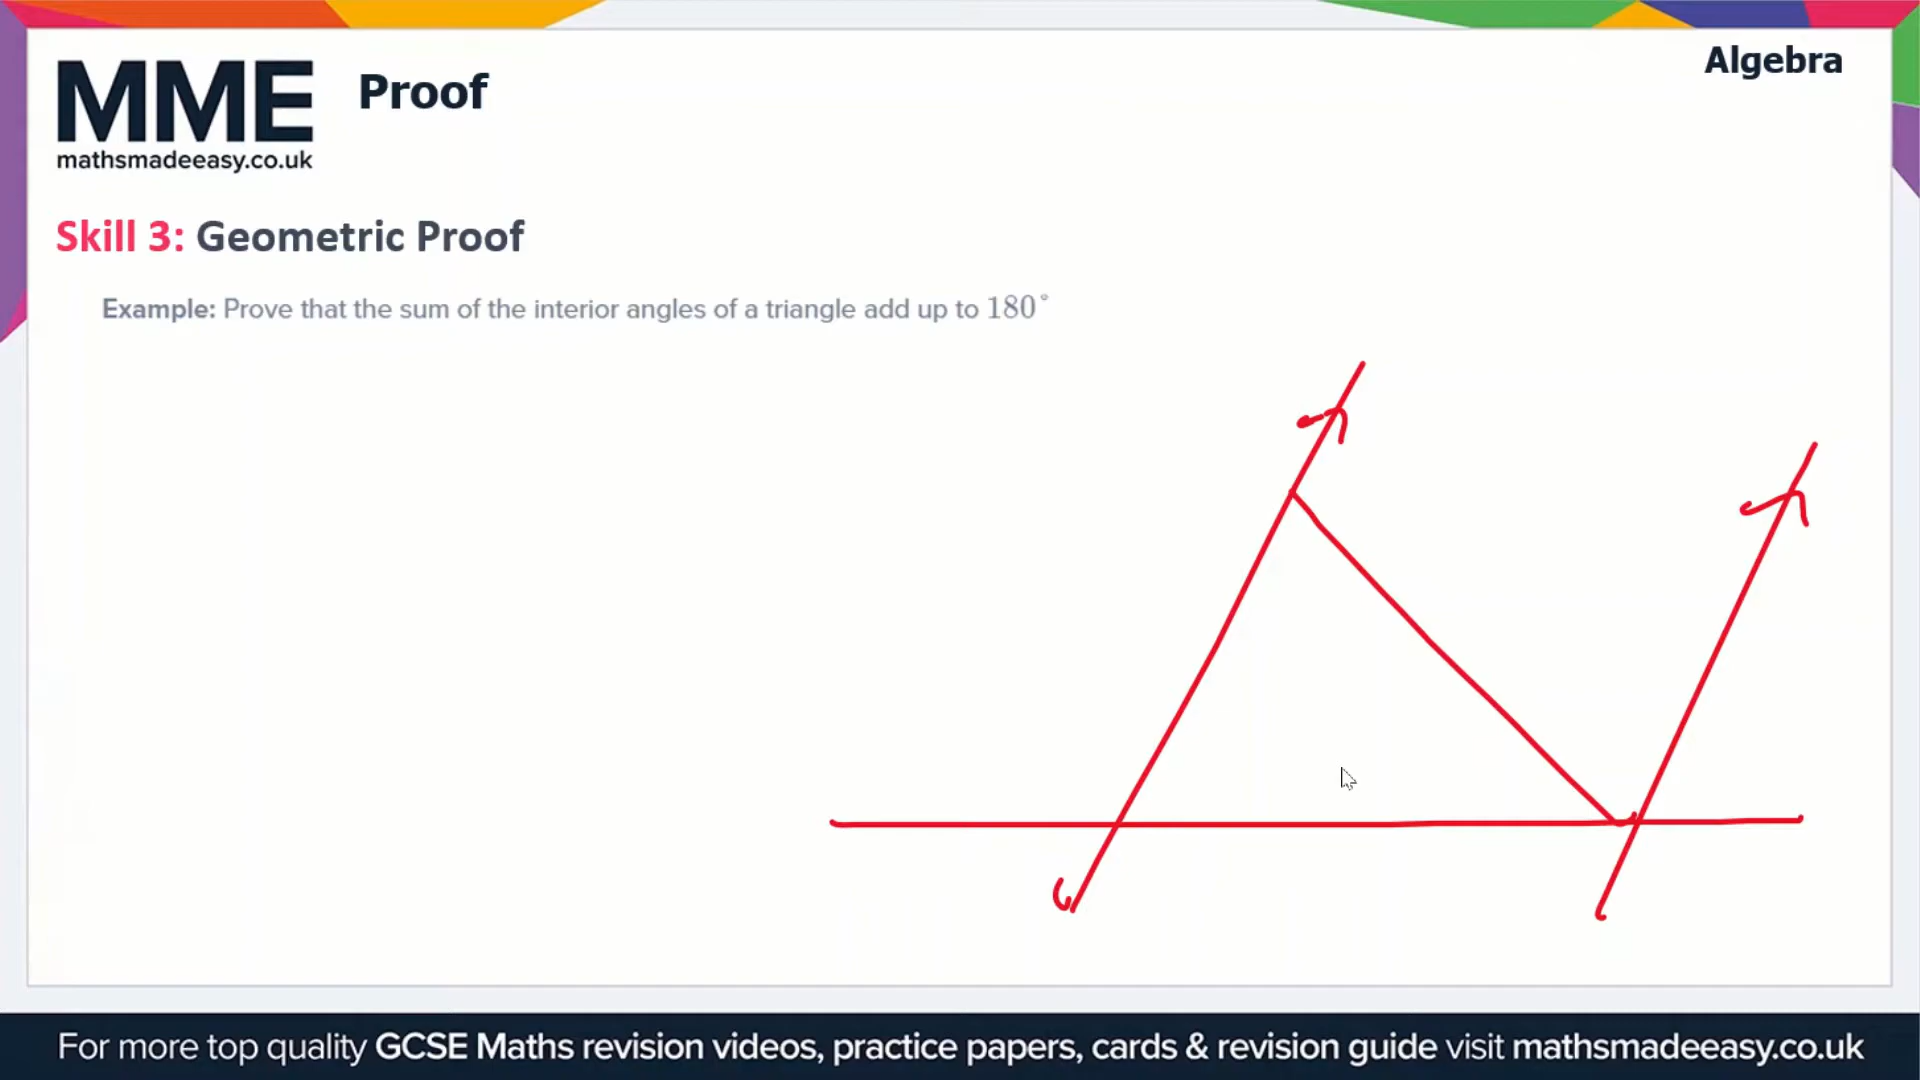 MME
mathsmadeeasy.co.uk
Proof
Algebra
Skill 3: Geometric Proof
Example: Prove that the sum of the interior angles of a triangle add up to 180°
For more top quality GCSE Maths revision videos, practice papers, cards & revision guide visit mathsmadeeasy.co.uk